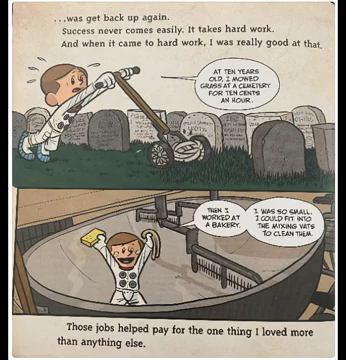 ...was get back up again.
Success never comes easily. It takes hard work.
And when it came to hard work, I was really good at that.
AT TEN YEARS
OLD, I MOWED
GRASS AT A CEMETERY
FOR TEN CENTS
AN HOUR.
THEN I
WORKED AT
A BAKERY.
I WAS SO SMALL,
I COULD FIT INTO
THE MIXING VATS
TO CLEAN THEM.
Those jobs helped pay for the one thing I loved more
than anything else.